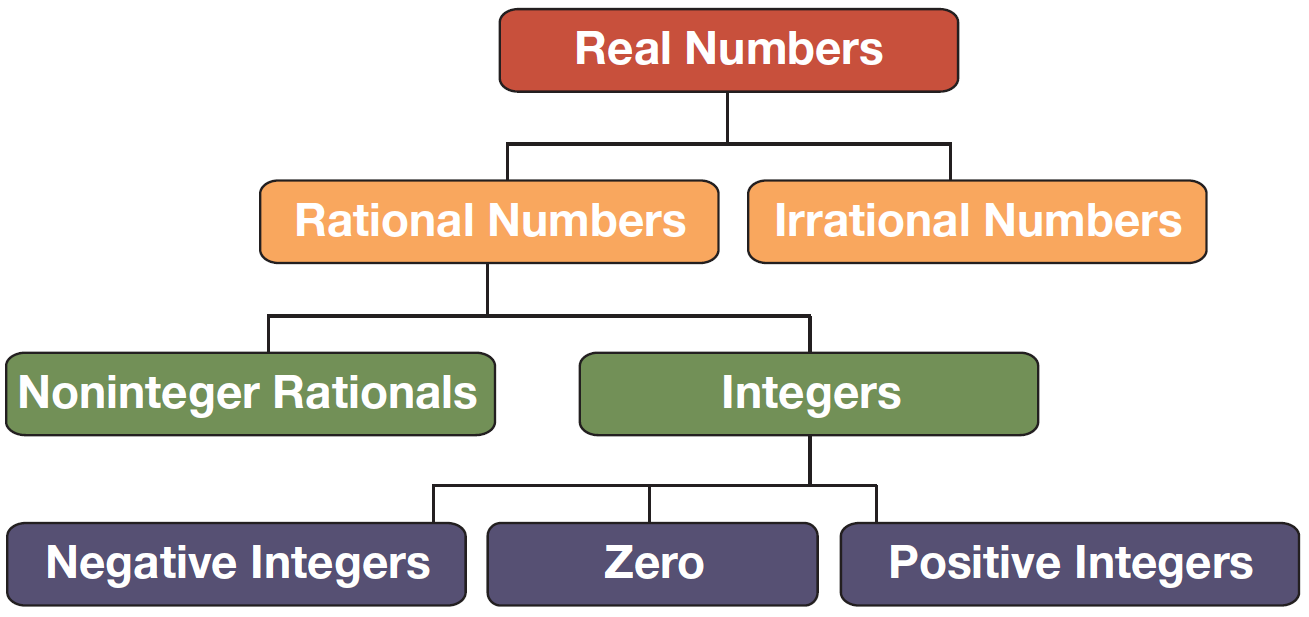 Real Numbers
Rational Numbers
Irrational Numbers
Noninteger Rationals
Integers
Negative Integers
Zero
Positive Integers